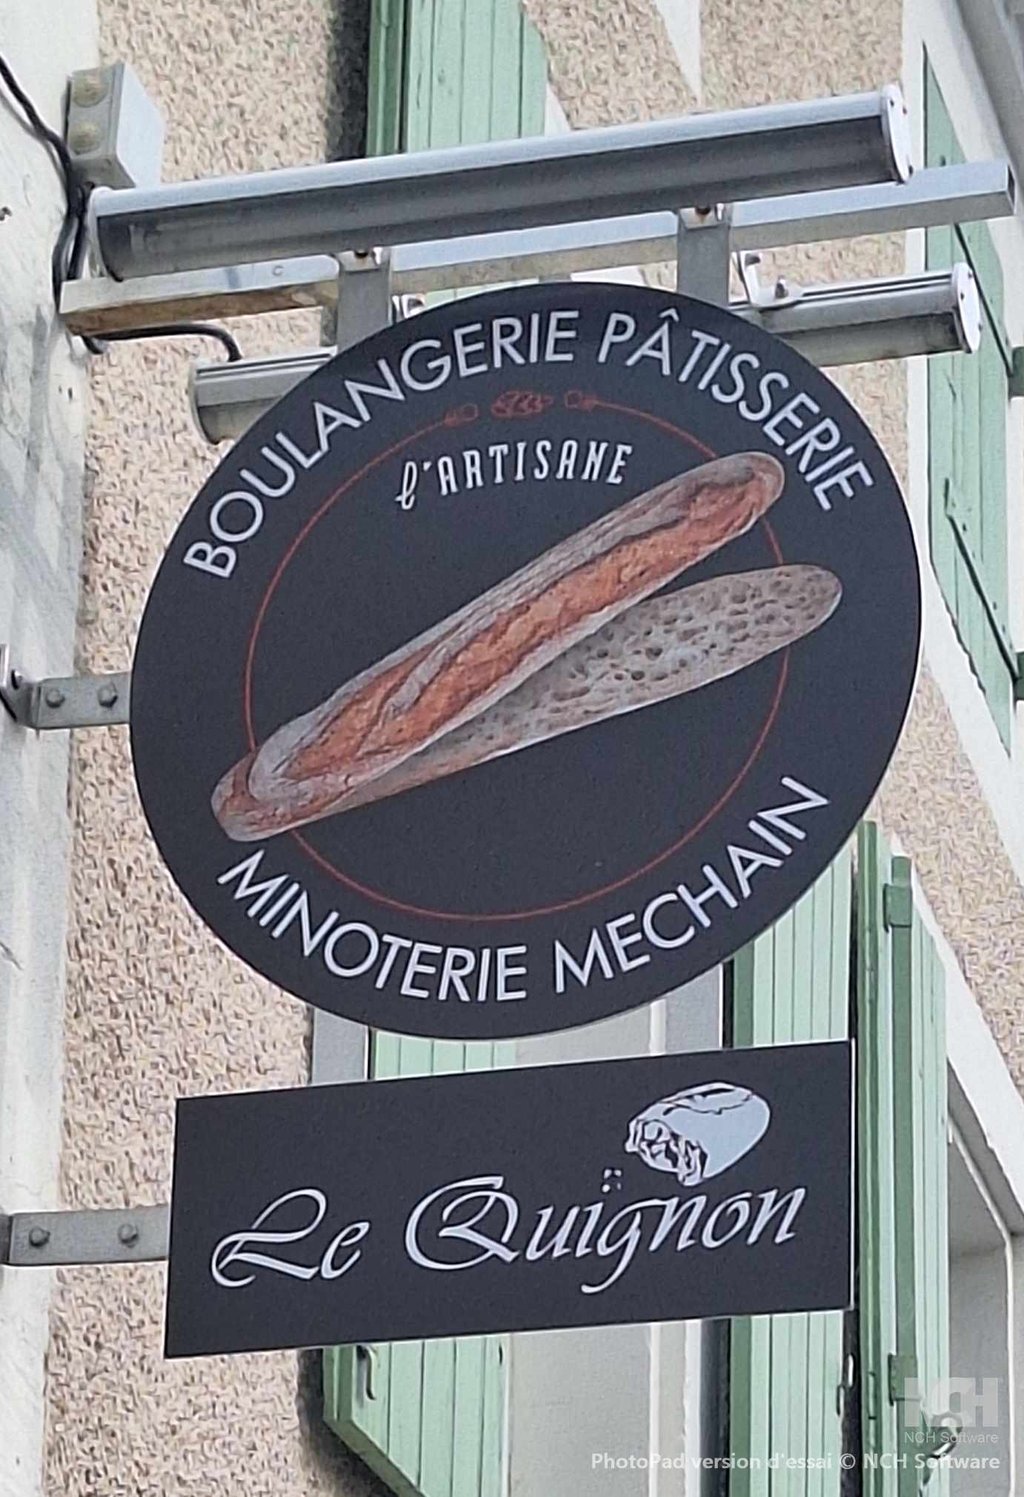 BOULANGERIE PÂTISSERIE
l'ARTISANE
MINOTERIE MECHAIN
Le Quignon
NCH
NCH Software
PhotoPad version d'essai © NCH Software